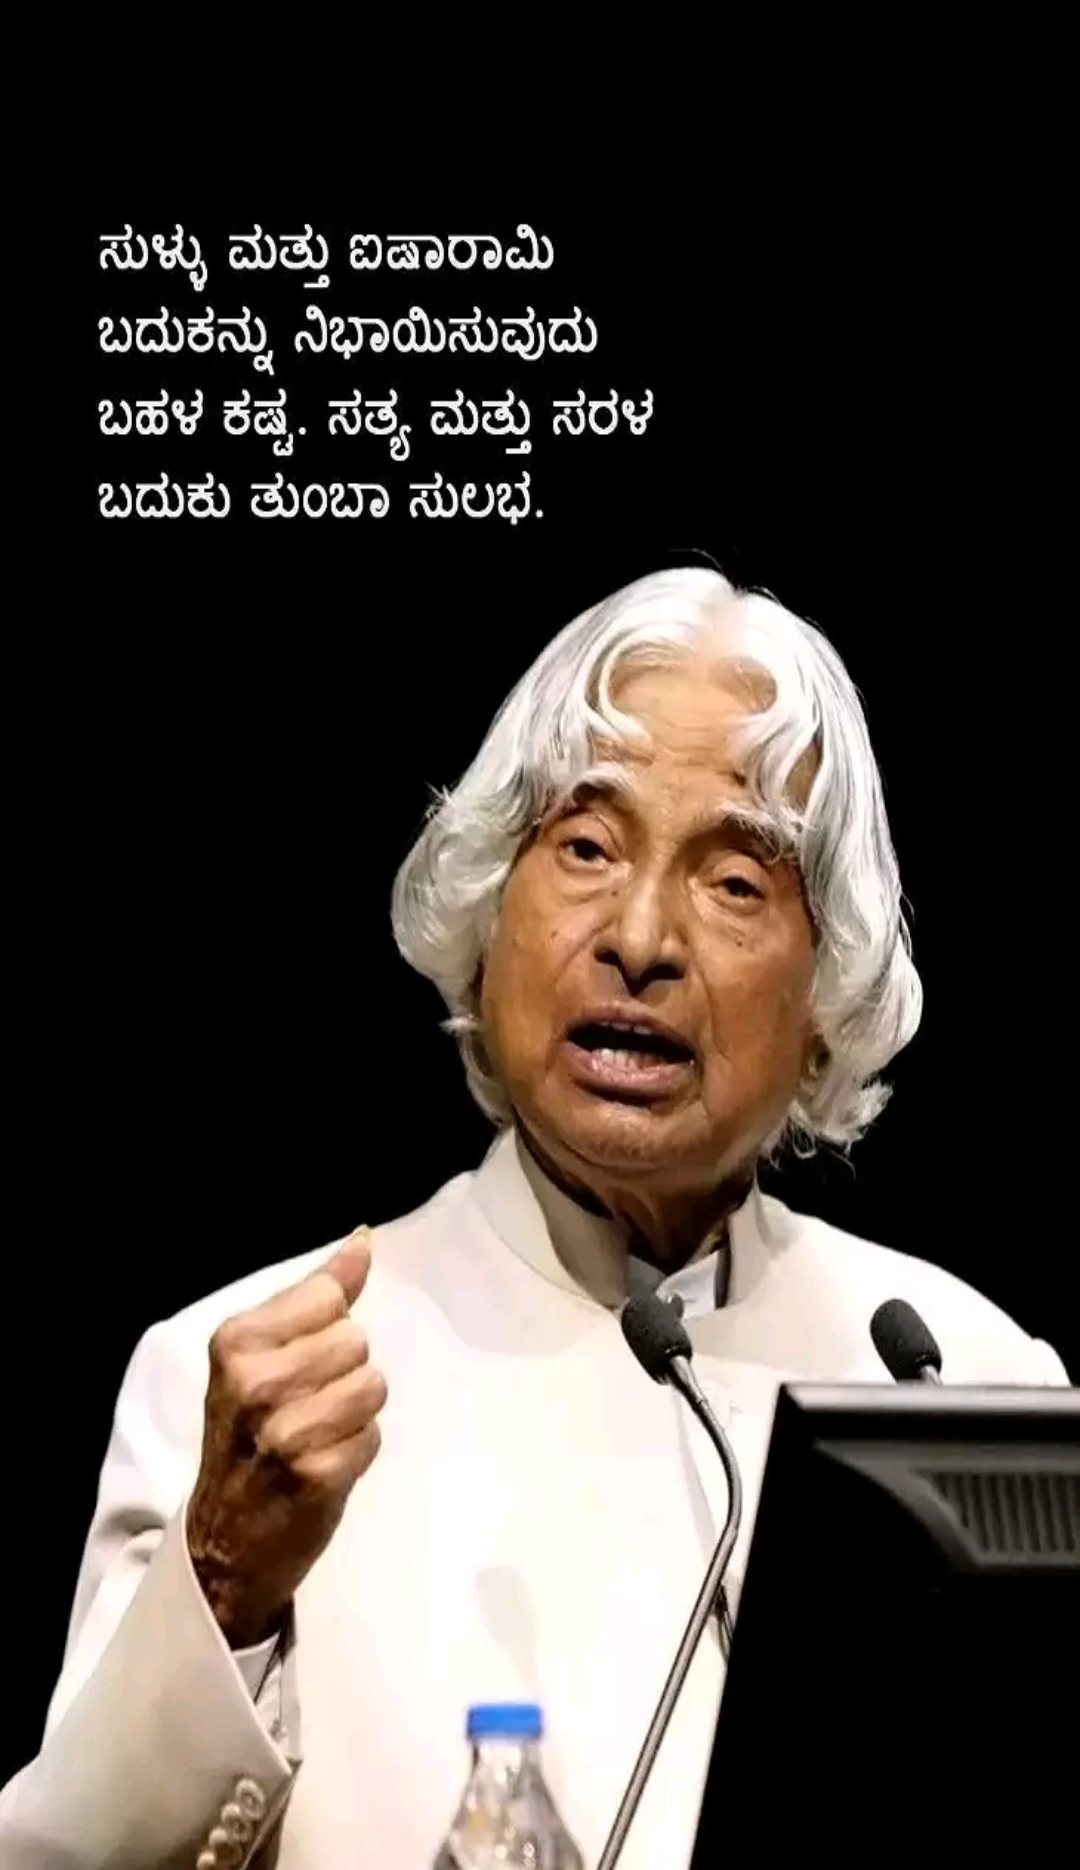 ಸುಳ್ಳು ಮತ್ತು ಐಷಾರಾಮಿ
ಬದುಕನ್ನು ನಿಭಾಯಿಸುವುದು
ಬಹಳ ಕಷ್ಟ. ಸತ್ಯ ಮತ್ತು ಸರಳ
ಬದುಕು ತುಂಬಾ ಸುಲಭ.